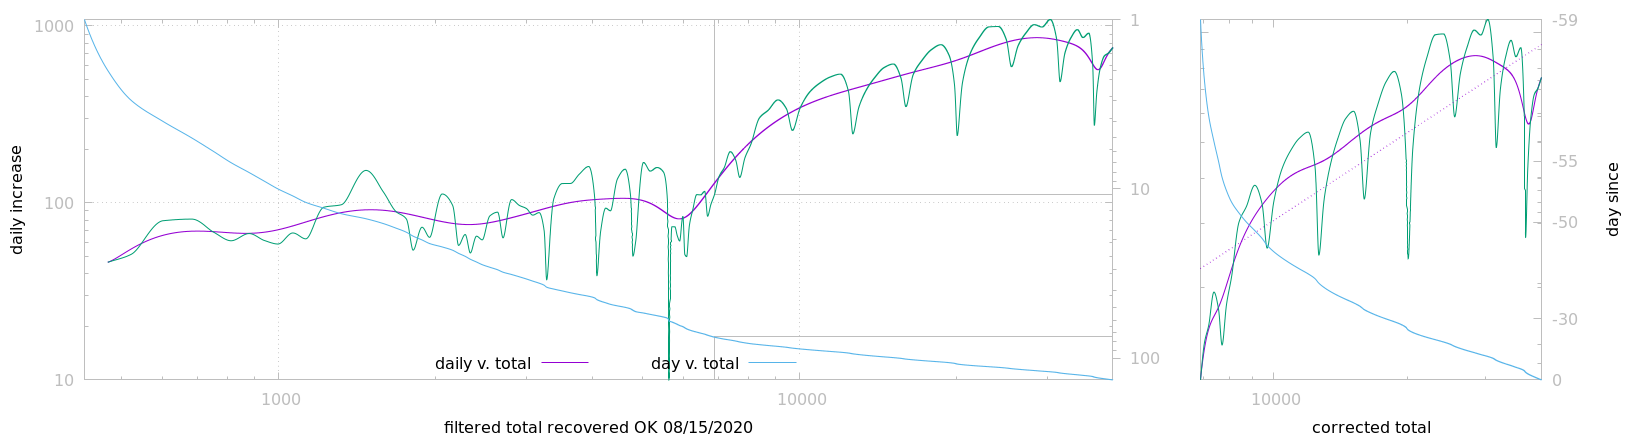 1000
100
10
daily increase
1000
10000
1
10
100
daily v. total
day v. total
filtered total recovered OK 08/15/2020
10000
-59
-55
-50
-30
0
day since
corrected total